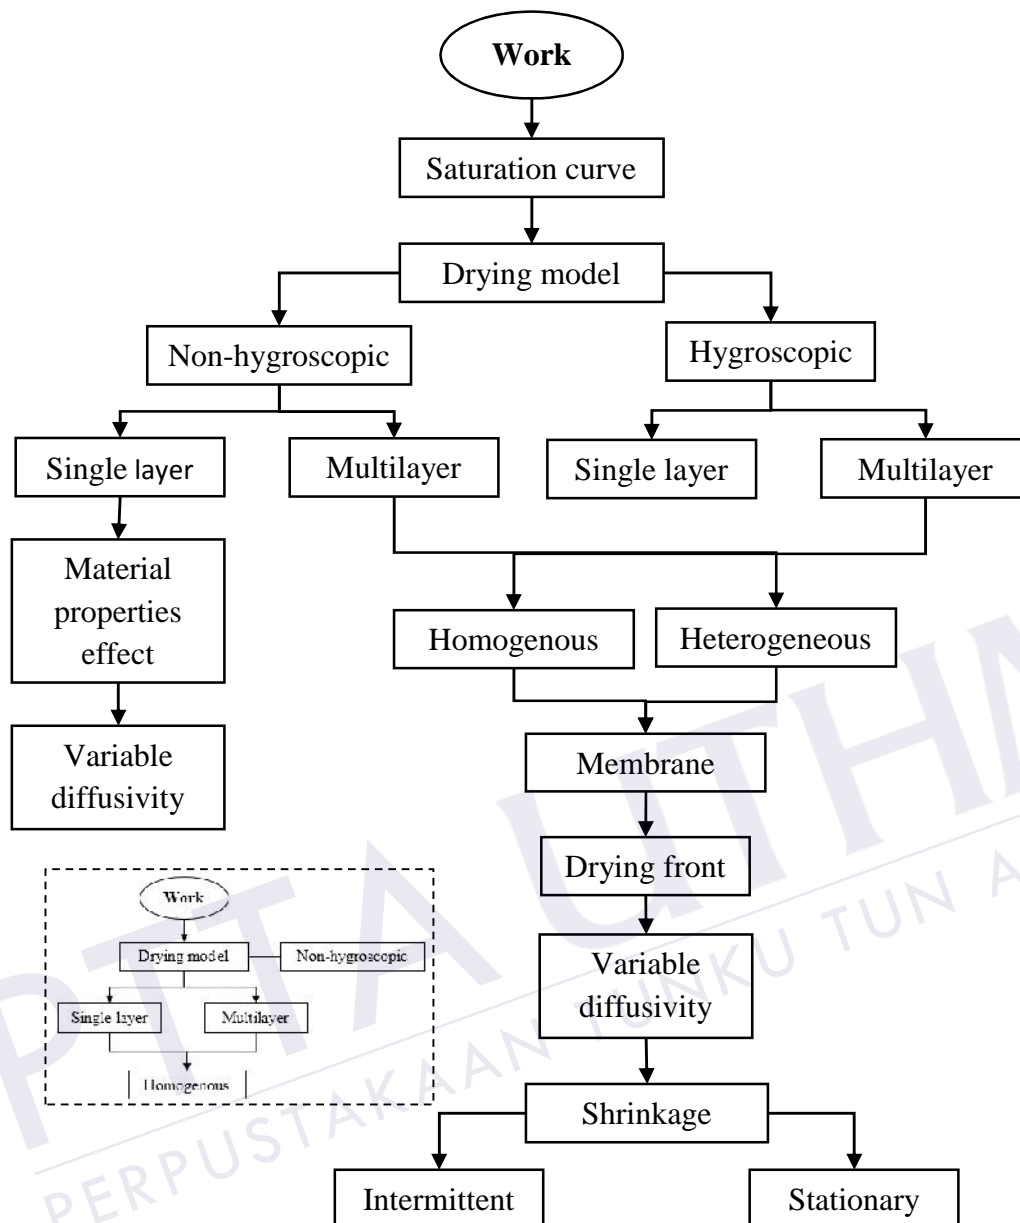 Work
Saturation curve
Drying model
Non-hygroscopic
Hygroscopic
Single layer
Multilayer
Single layer
Multilayer
Material
properties
effect
Homogenous
Heterogeneous
Variable
diffusivity
Membrane
Drying front
Variable
diffusivity
Shrinkage
Intermittent
Stationary
Work
Drying model
Non-hygroscopic
Single layer
Multilayer
Homogenous
PTTA UTHM
PERPUSTAKAAN TUNKU TUN A